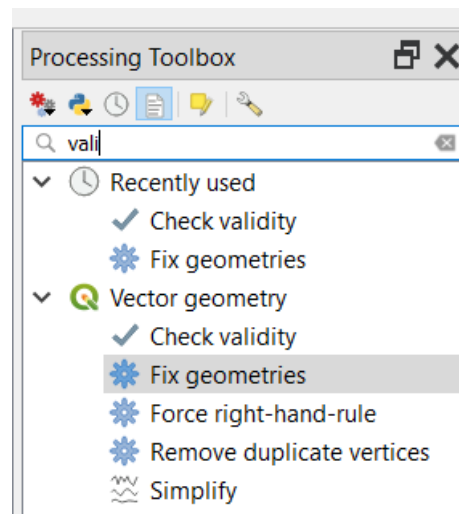 Processing Toolbox
vali
Recently used
Check validity
Fix geometries
Vector geometry
Check validity
Fix geometries
Force right-hand-rule
Remove duplicate vertices
Simplify